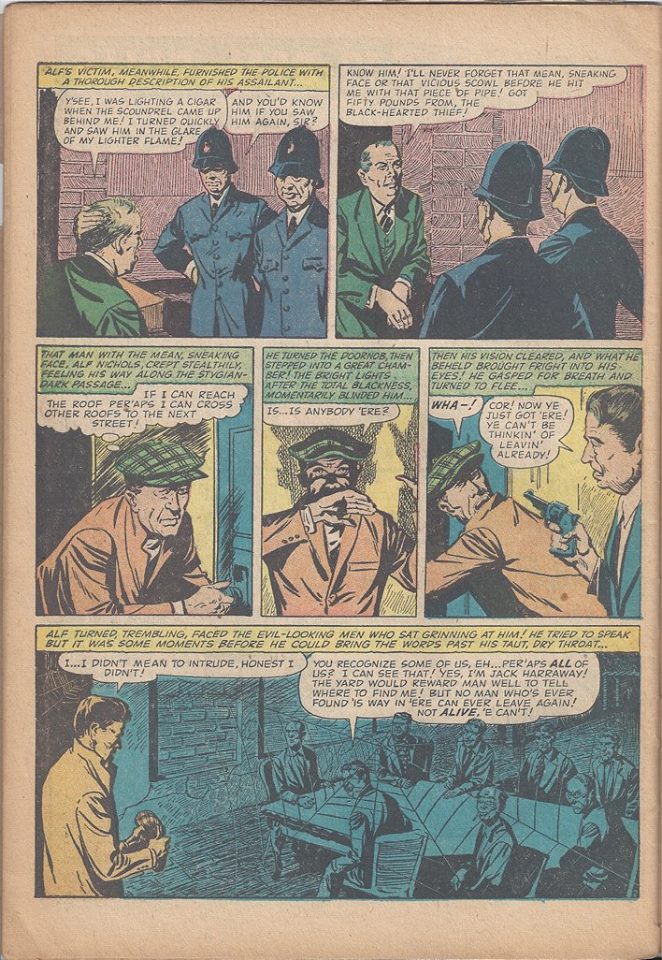 ALF'S VICTIM, MEANWHILE, FURNISHED THE POLICE WITH
A THOROUGH DESCRIPTION OF HIS ASSAILANT...
Y'SEE, I WAS LIGHTING A CIGAR
WHEN THE SCOUNDREL CAME UP
BEHIND ME! I TURNED QUICKLY
AND SAW HIM IN THE GLARE
OF MY LIGHTER FLAME!
AND YOU'D KNOW
HIM IF YOU SAW
HIM AGAIN, SIR?
KNOW HIM! I'LL NEVER FORGET THAT MEAN, SNEAKING
FACE OR THAT VICIOUS SCOWL BEFORE HE HIT
ME WITH THAT PIECE OF PIPE! GOT
FIFTY POUNDS FROM, THE
BLACK-HEARTED THIEF!
THAT MAN WITH THE MEAN, SNEAKING
FACE, ALF NICHOLS, CREPT STEALTHILY,
FEELING HIS WAY ALONG THE STYGIAN-
DARK PASSAGE...
IF I CAN REACH
THE ROOF PER'APS I CAN CROSS
OTHER ROOFS TO THE NEXT
STREET!
HE TURNED THE DOORNOB, THEN
STEPPED INTO A GREAT CHAM-
BER! THE BRIGHT LIGHTS
AFTER THE TOTAL BLACKNESS,
MOMENTARILY BLINDED HIM...
IS...IS ANYBODY 'ERE?
THEN HIS VISION CLEARED, AND WHAT HE
BEHELD BROUGHT FRIGHT INTO HIS
EYES! HE GASPED FOR BREATH AND
TURNED TO FLEE...
WHA-!
COR! NOW YE
JUST GOT 'ERE!
YE CAN'T BE
THINKIN' OF
LEAVIN'
ALREADY!
ALF TURNED, TREMBLING, FACED THE EVIL-LOOKING MEN WHO SAT GRINNING AT HIM! HE TRIED TO SPEAK
BUT IT WAS SOME MOMENTS BEFORE HE COULD BRING THE WORDS PAST HIS TAUT, DRY THROAT...
I...I DIDN'T MEAN TO INTRUDE, HONEST I
DIDN'T!
YOU RECOGNIZE SOME OF US, EH...PER'APS ALL OF
US? I CAN SEE THAT! YES, I'M JACK HARRAWAY!
THE YARD WOULD REWARD MAN WELL TO TELL
WHERE TO FIND ME! BUT NO MAN WHO'S EVER
FOUND 'IS WAY IN 'ERE CAN EVER LEAVE AGAIN!
NOT ALIVE, 'E CAN'T!